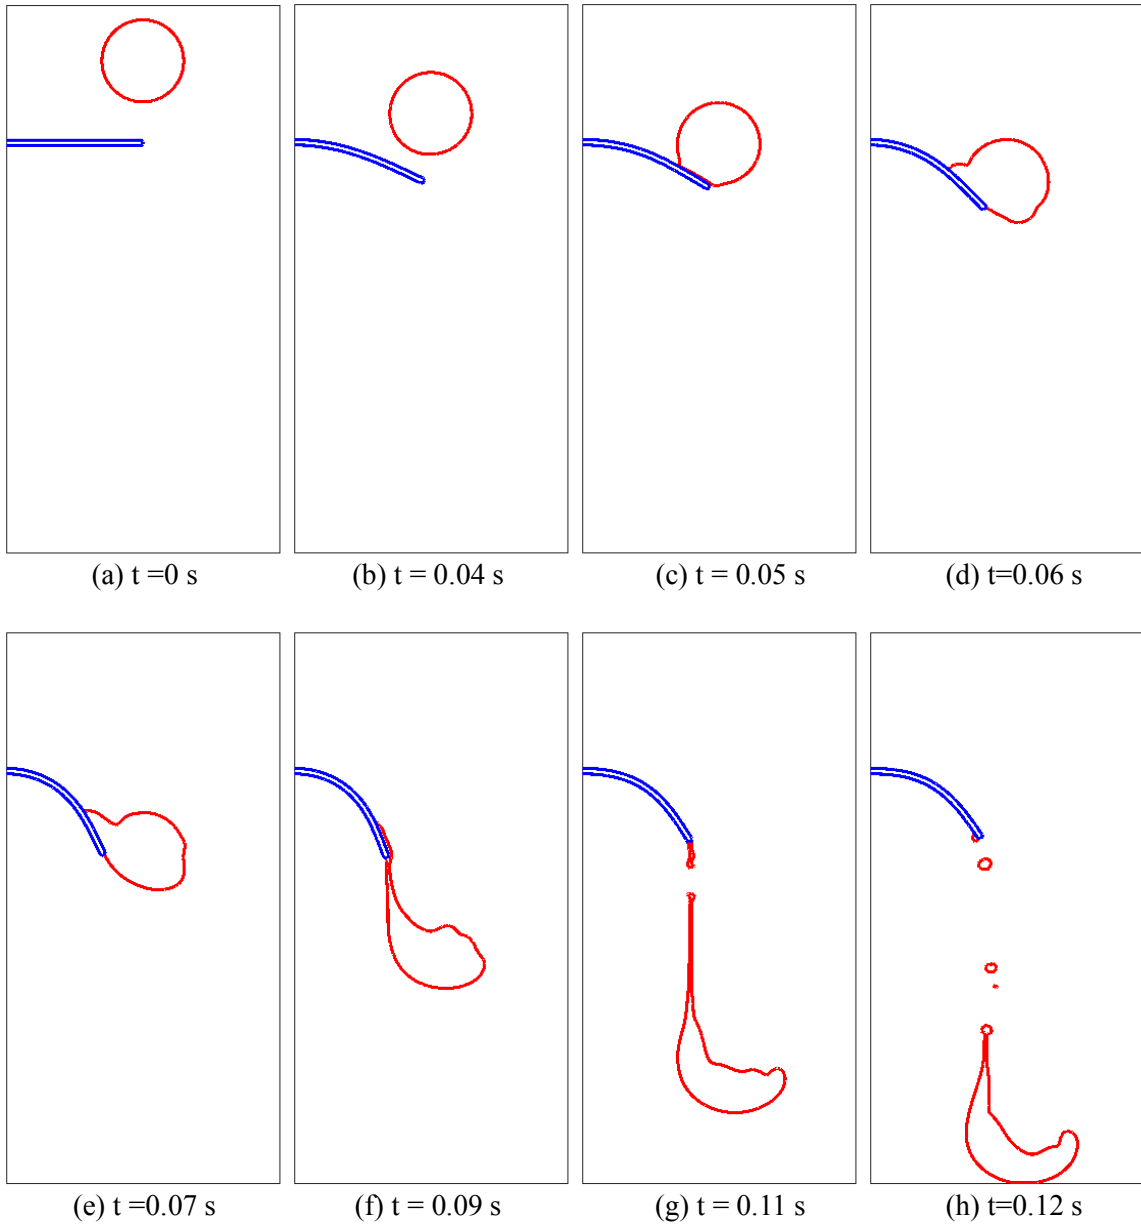 (a) t =0 s
(b) t = 0.04 s
(c) t = 0.05 s
(d) t=0.06 s
(e) t =0.07 s
(f) t =0.09 s
(g) t =0.11 s
(h) t=0.12 s